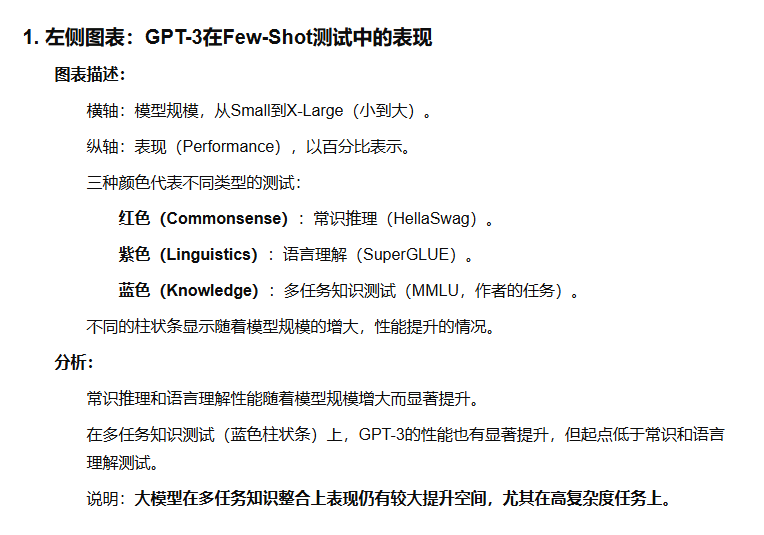 1. 左侧图表：GPT-3在Few-Shot测试中的表现
图表描述：
横轴：模型规模，从Small到X-Large（小到大）。
纵轴：表现（Performance），以百分比表示。
三种颜色代表不同类型的测试：
红色（Commonsense）：常识推理（HellaSwag）。
紫色（Linguistics）：语言理解（SuperGLUE）。
蓝色（Knowledge）：多任务知识测试（MMLU，作者的任务）。
不同的柱状条显示随着模型规模的增大，性能提升的情况。
分析：
常识推理和语言理解性能随着模型规模增大而显著提升。
在多任务知识测试（蓝色柱状条）上，GPT-3的性能也有显著提升，但起点低于常识和语言
理解测试。
说明：大模型在多任务知识整合上表现仍有较大提升空间，尤其在高复杂度任务上。